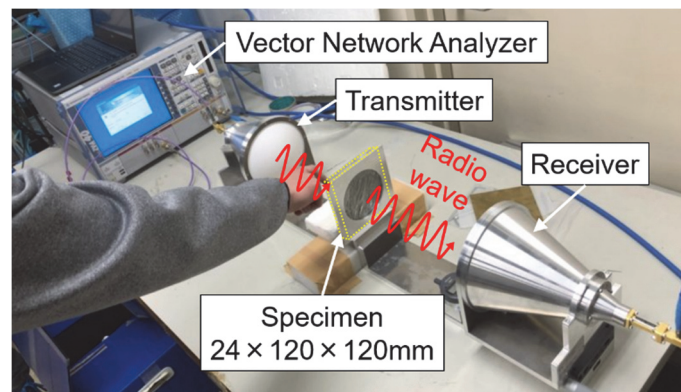 Vector Network Analyzer
Transmitter
Radio
wave
Receiver
Specimen
24 × 120 × 120mm